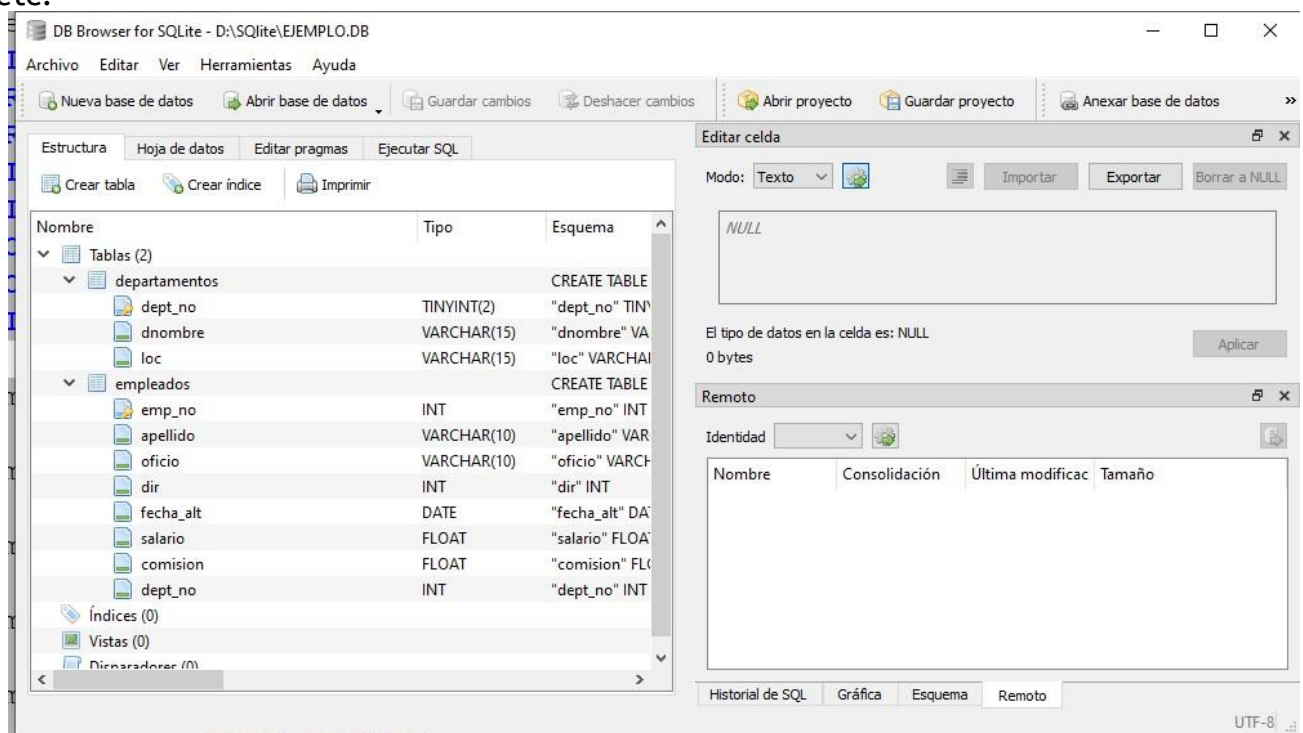 DB Browser for SQLite - D:\SQlite\EJEMPLO.DB
Archivo Editar Ver Herramientas Ayuda
Nueva base de datos Abrir base de datos Guardar cambios Deshacer cambios Abrir proyecto Guardar proyecto Anexar base de datos »
Estructura Hoja de datos Editar pragmas Ejecutar SQL
Crear tabla Crear índice Imprimir
Nombre Tipo Esquema
Tablas (2)
departamentos CREATE TABLE
dept_no TINYINT(2) "dept_no" TIN
dnombre VARCHAR(15) "dnombre" VA
loc VARCHAR(15) "loc" VARCHA
empleados CREATE TABLE
emp_no INT "emp_no" INT
apellido VARCHAR(10) "apellido" VAR
oficio VARCHAR(10) "oficio" VARCH
dir INT "dir" INT
fecha_alt DATE "fecha_alt" DA
salario FLOAT "salario" FLOA
comision FLOAT "comision" FL
dept_no INT "dept_no" INT
Índices (0)
Vistas (0)
Disparadores (0)
Editar celda
Modo: Texto Importar Exportar Borrar a NULL
NULL
El tipo de datos en la celda es: NULL
0 bytes
Aplicar
Remoto
Identidad
Nombre Consolidación Última modificac Tamaño
Historial de SQL Gráfica Esquema Remoto
UTF-8